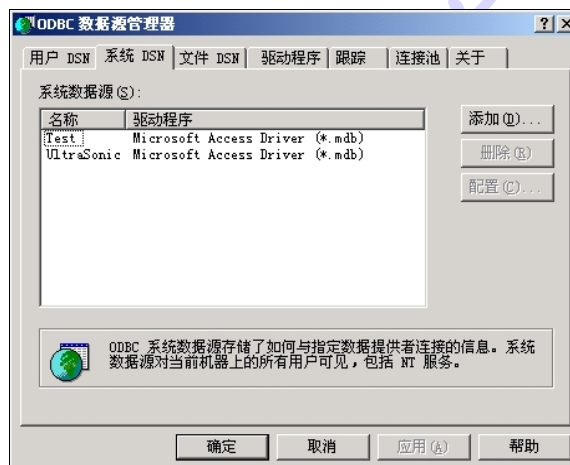 ODBC 数据源管理器
用户 DSN 系统 DSN 文件 DSN 驱动程序 跟踪 连接池 关于
系统数据源(S):
名称 驱动程序
Test Microsoft Access Driver (*.mdb)
UltraSonic Microsoft Access Driver (*.mdb)
添加(D)...
删除(R)
配置(C)...
ODBC 系统数据源存储了如何与指定数据提供者连接的信息。系统
数据源对当前机器上的所有用户可见，包括 NT 服务。
确定 取消 应用(A) 帮助